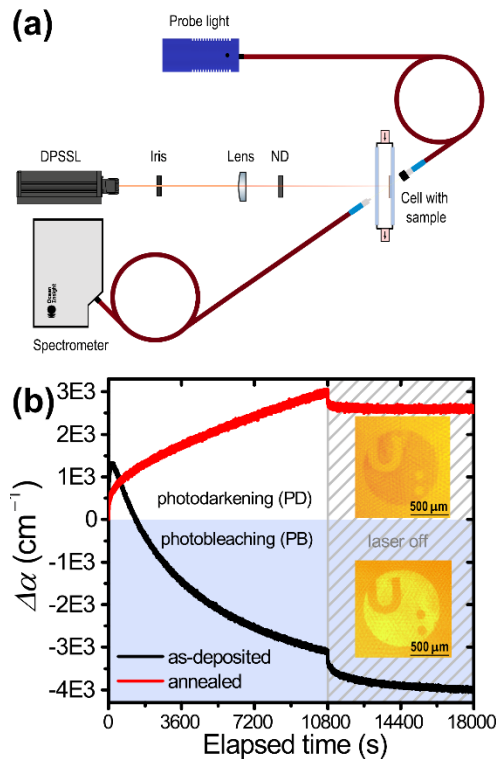 (a)
Probe light
DPSSL
Iris
Lens
ND
Cell with
sample
Ocean
Insight
Spectrometer
(b)
3E3
2E3
1E3
0
-1E3
-2E3
-3E3
-4E3
Δα (cm⁻¹)
photodarkening (PD)
photobleaching (PB)
laser off
500 μm
500 μm
as-deposited
annealed
0
3600
7200
10800
14400
18000
Elapsed time (s)